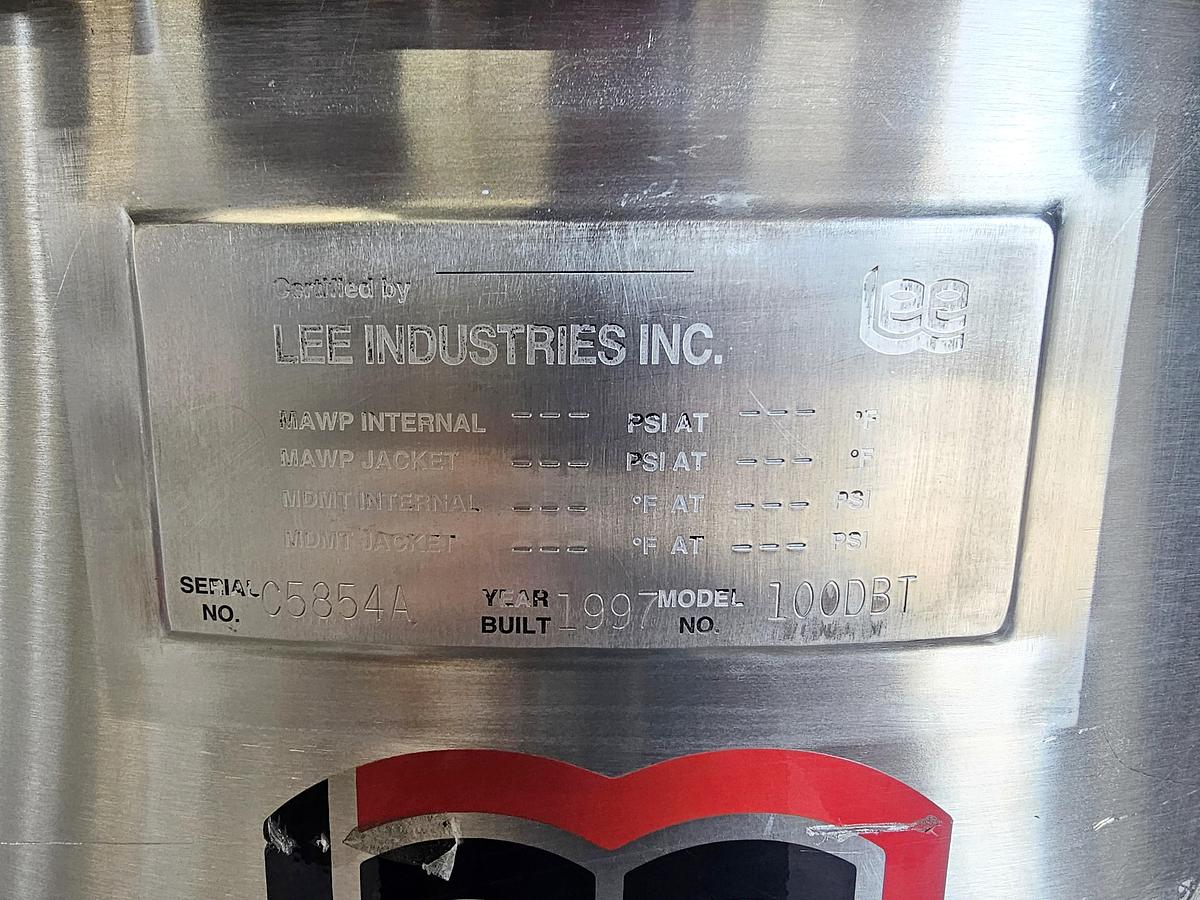 Certified by
LEE INDUSTRIES INC.
Lee
MAWP INTERNAL --- PSI AT --- °F
MAWP JACKET --- PSI AT --- °F
MDMT INTERNAL --- °F AT --- PSI
MDMT JACKET --- °F AT --- PSI
SERIAL NO. C5854A YEAR BUILT 1997 MODEL NO. 100DBT